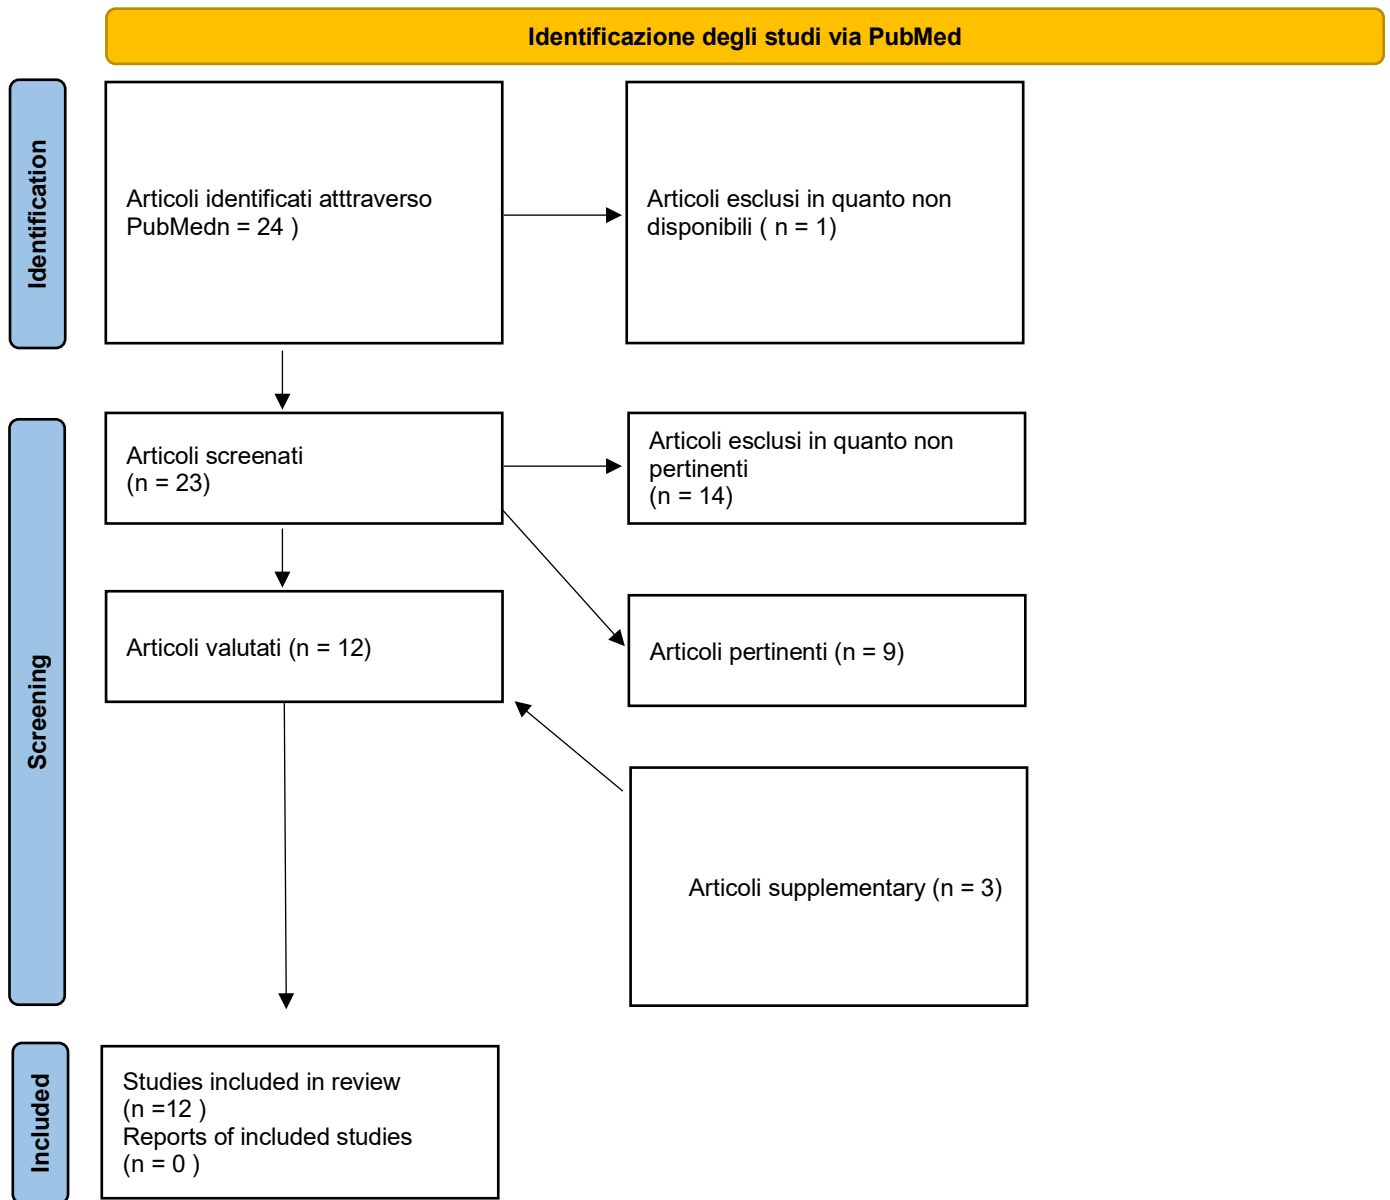 Identificazione degli studi via PubMed
Identification
Articoli identificati atttraverso
PubMedn = 24 )
Articoli esclusi in quanto non
disponibili ( n = 1)
Screening
Articoli screenati
(n = 23)
Articoli esclusi in quanto non
pertinenti
(n = 14)
Articoli valutati (n = 12)
Articoli pertinenti (n = 9)
Articoli supplementary (n = 3)
Included
Studies included in review
(n =12 )
Reports of included studies
(n = 0 )